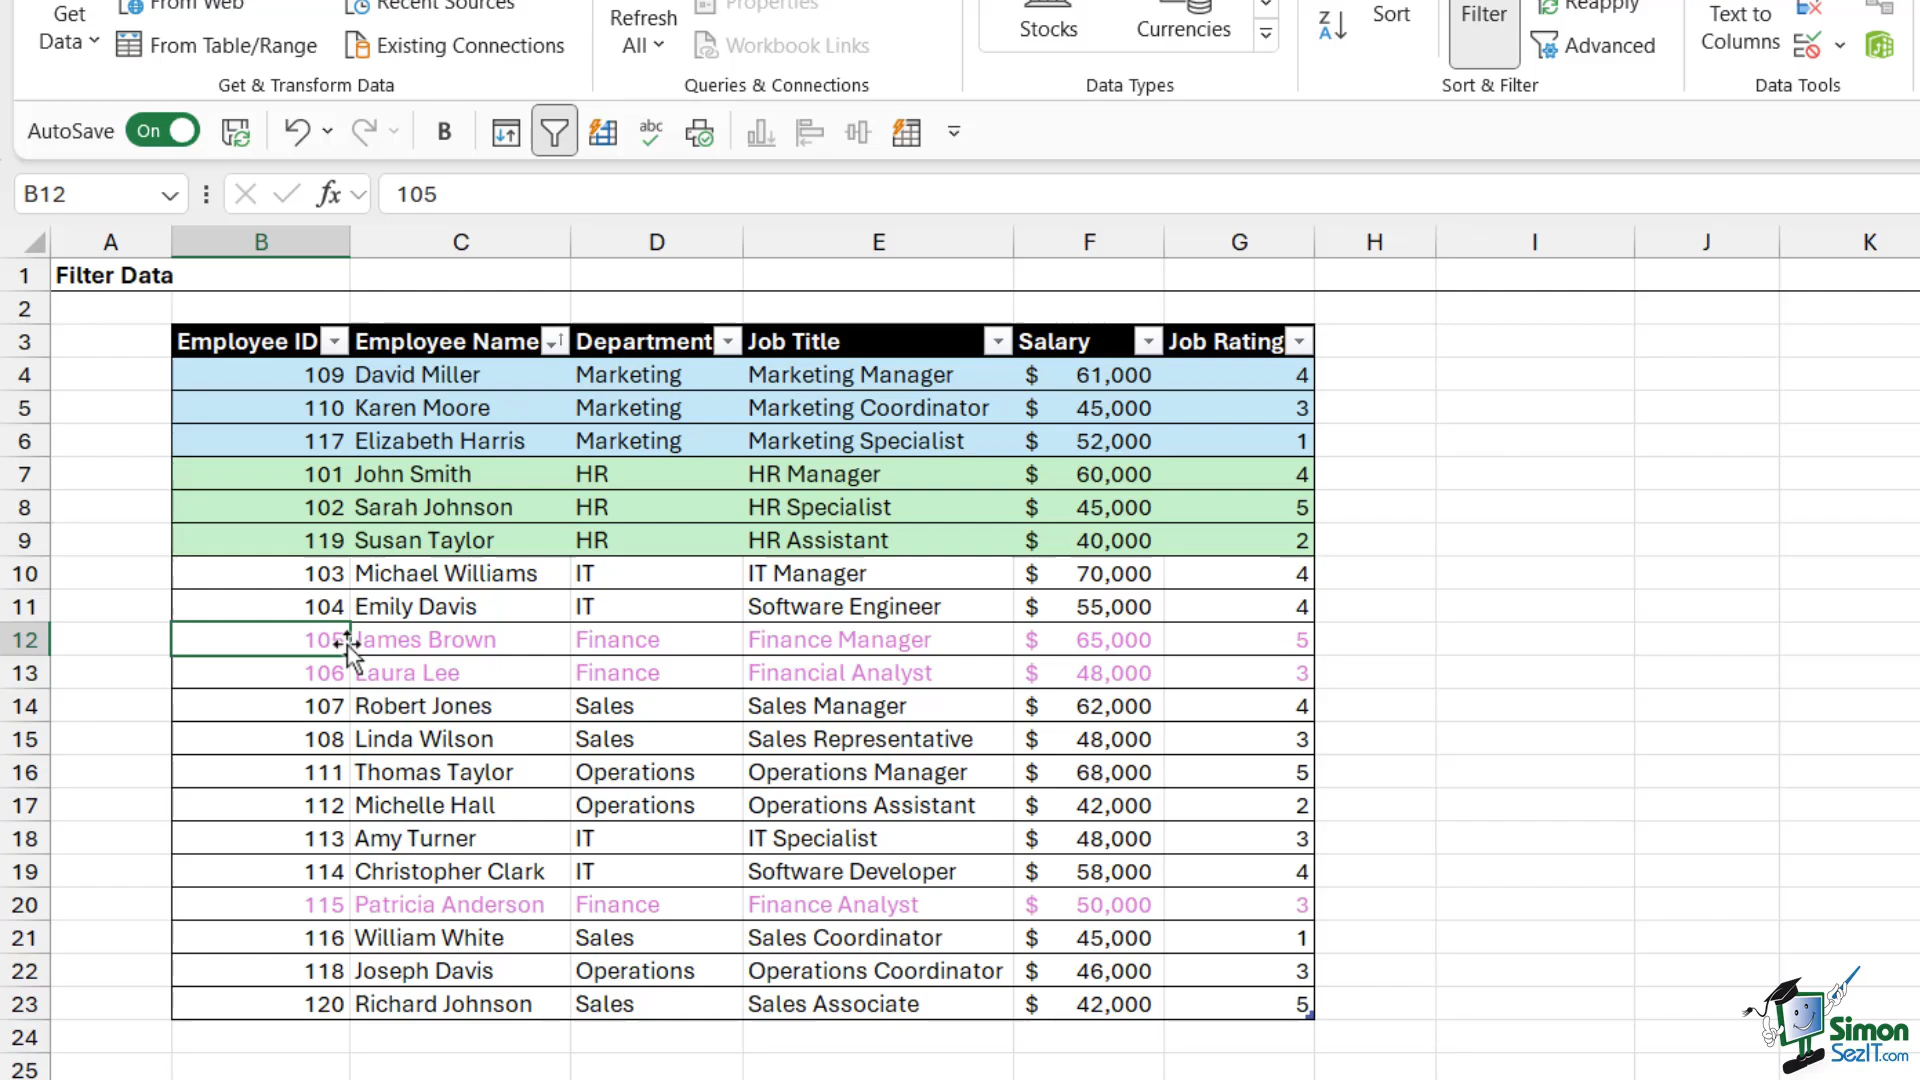 Get
Data
From Web
From Table/Range
Recent Sources
Existing Connections
Get & Transform Data
Refresh
All
Properties
Workbook Links
Queries & Connections
Stocks
Currencies
Data Types
Z
A
Sort
Filter
Reapply
Advanced
Sort & Filter
Text to
Columns
Data Tools
AutoSave On
B
abc
B12 fx 105
A B C D E F G H I J K
1 Filter Data
2
3 Employee ID Employee Name Department Job Title Salary Job Rating
4 109 David Miller Marketing Marketing Manager $ 61,000 4
5 110 Karen Moore Marketing Marketing Coordinator $ 45,000 3
6 117 Elizabeth Harris Marketing Marketing Specialist $ 52,000 1
7 101 John Smith HR HR Manager $ 60,000 4
8 102 Sarah Johnson HR HR Specialist $ 45,000 5
9 119 Susan Taylor HR HR Assistant $ 40,000 2
10 103 Michael Williams IT IT Manager $ 70,000 4
11 104 Emily Davis IT Software Engineer $ 55,000 4
12 105 James Brown Finance Finance Manager $ 65,000 5
13 106 Laura Lee Finance Financial Analyst $ 48,000 3
14 107 Robert Jones Sales Sales Manager $ 62,000 4
15 108 Linda Wilson Sales Sales Representative $ 48,000 3
16 111 Thomas Taylor Operations Operations Manager $ 68,000 5
17 112 Michelle Hall Operations Operations Assistant $ 42,000 2
18 113 Amy Turner IT IT Specialist $ 48,000 3
19 114 Christopher Clark IT Software Developer $ 58,000 4
20 115 Patricia Anderson Finance Finance Analyst $ 50,000 3
21 116 William White Sales Sales Coordinator $ 45,000 1
22 118 Joseph Davis Operations Operations Coordinator $ 46,000 3
23 120 Richard Johnson Sales Sales Associate $ 42,000 5
24
25
Simon
SezIT.com